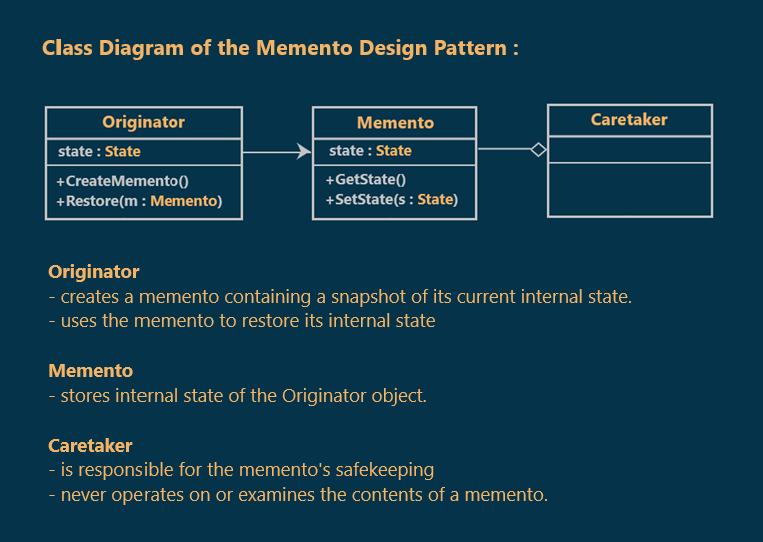 Class Diagram of the Memento Design Pattern :
Originator
state : State
+CreateMemento()
+Restore(m : Memento)
Memento
state : State
+GetState()
+SetState(s : State)
Caretaker
Originator
- creates a memento containing a snapshot of its current internal state.
- uses the memento to restore its internal state
Memento
- stores internal state of the Originator object.
Caretaker
- is responsible for the memento's safekeeping
- never operates on or examines the contents of a memento.